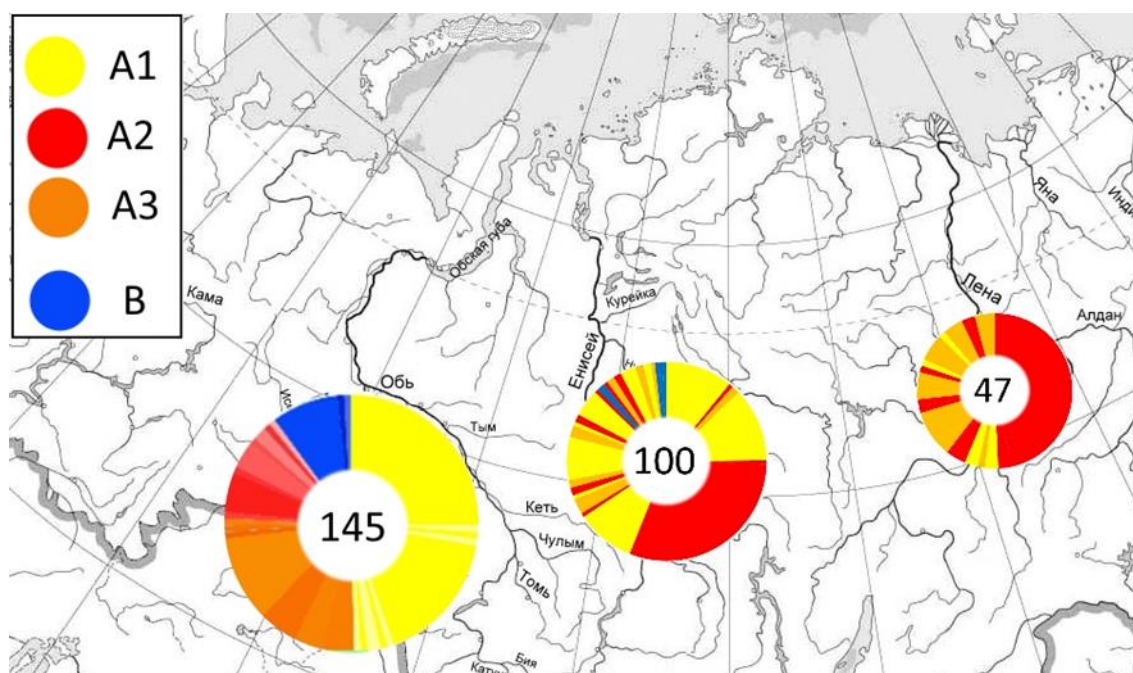 A1
A2
A3
B
Кама
Обская губа
Курейка
Енисей
Обь
Тым
Кеть
Чулым
Томь
Бия
Лена
Яна
Инди
Алдан
145
100
47